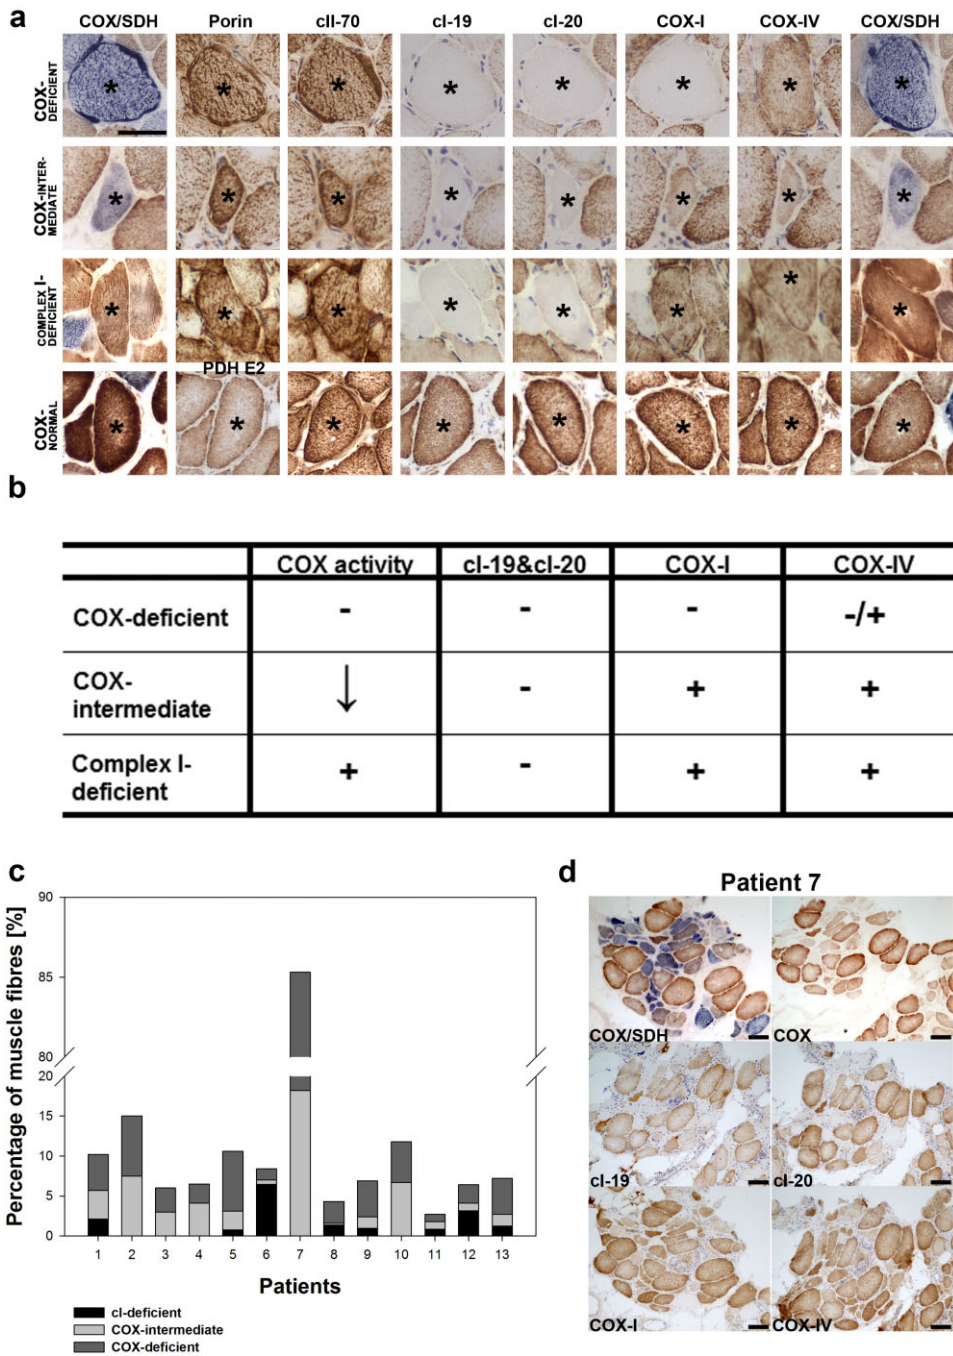 a
COX/SDH Porin cII-70 cI-19 cI-20 COX-I COX-IV COX/SDH
COX-
DEFICIENT
* * * * * * * *
COX-INTER-
MEDIATE
* * * * * * * *
COMPLEX I-
DEFICIENT
* * * * * * * *
PDH E2
COX-
NORMAL
* * * * * * * *
b
COX activity cI-19&cI-20 COX-I COX-IV
COX-deficient - - - -/+
COX-
intermediate ↓ - + +
Complex I-
deficient + - + +
c
Percentage of muscle fibres [%]
90
85
80
20
15
10
5
0
1 2 3 4 5 6 7 8 9 10 11 12 13
Patients
cI-deficient
COX-intermediate
COX-deficient
d
Patient 7
COX/SDH COX
cI-19 cI-20
COX-I COX-IV